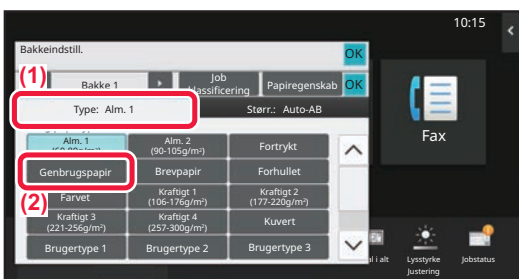 10:15
Bakkeindstill.
OK
(1)
Bakke 1
Job
klassificering
Papiregenskab
OK
Type: Alm. 1
Størr.: Auto-AB
Alm. 1
Alm. 2
(90-105g/m²)
Fortrykt
Fax
Genbrugspapir
Brevpapir
Forhullet
(2)
Farvet
Kraftigt 1
(106-176g/m²)
Kraftigt 2
(177-220g/m²)
Kraftigt 3
(221-256g/m²)
Kraftigt 4
(257-300g/m²)
Kuvert
Brugertype 1
Brugertype 2
Brugertype 3
l i alt
Lysstyrke
Justering
Jobstatus